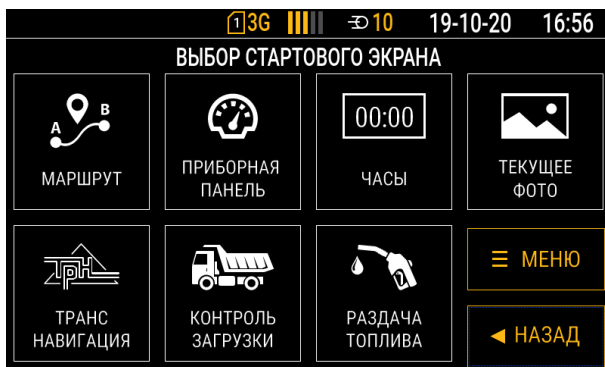 1 3G 10 19-10-20 16:56
ВЫБОР СТАРТОВОГО ЭКРАНА
A B
МАРШРУТ
ПРИБОРНАЯ
ПАНЕЛЬ
00:00
ЧАСЫ
ТЕКУЩЕЕ
ФОТО
ТРН
ТРАНС
НАВИГАЦИЯ
КОНТРОЛЬ
ЗАГРУЗКИ
РАЗДАЧА
ТОПЛИВА
☰ МЕНЮ
◀ НАЗАД